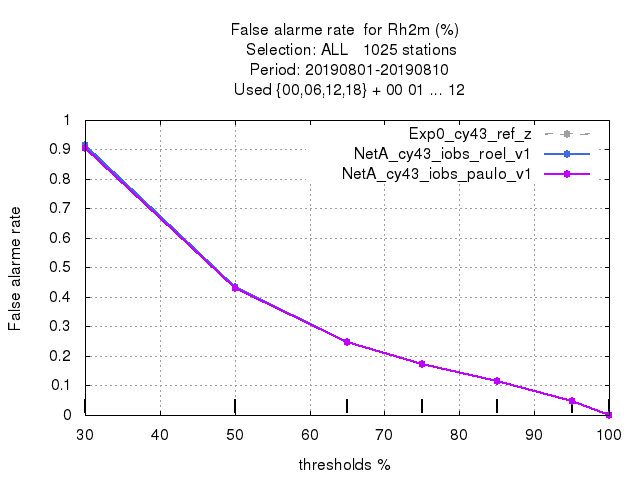 False alarme rate  for Rh2m (%)
Selection: ALL   1025 stations
Period: 20190801-20190810
Used {00,06,12,18} + 00 01 ... 12
Exp0_cy43_ref_z
NetA_cy43_iobs_roel_v1
NetA_cy43_iobs_paulo_v1
False alarme rate
1
0.9
0.8
0.7
0.6
0.5
0.4
0.3
0.2
0.1
0
30 40 50 60 70 80 90 100
thresholds %